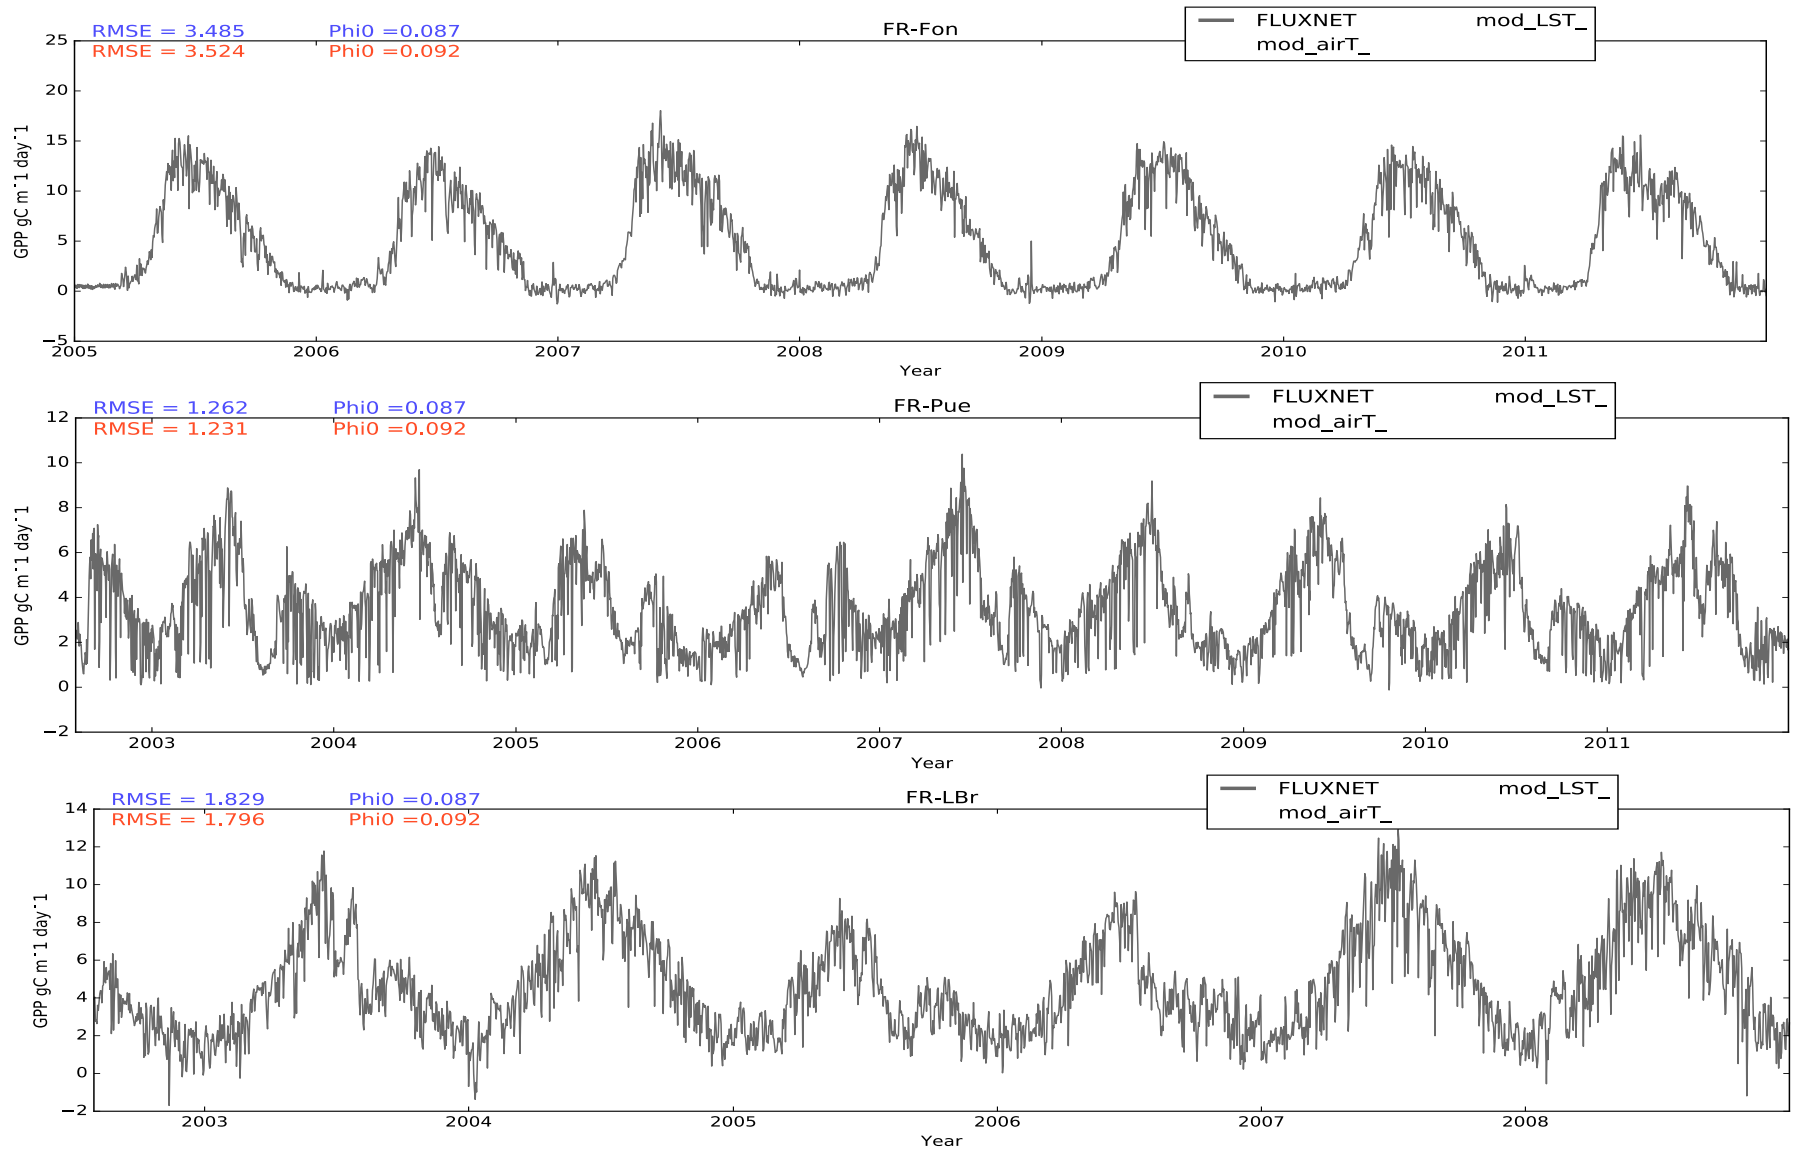 RMSE = 3.485 Phi0 =0.087 FR-Fon FLUXNET mod_LST_
RMSE = 3.524 Phi0 =0.092 mod_airT_
25
20
15
10
5
0
−5
GPP gC m⁻1 day⁻1
2005 2006 2007 2008 2009 2010 2011
Year
RMSE = 1.262 Phi0 =0.087 FR-Pue FLUXNET mod_LST_
RMSE = 1.231 Phi0 =0.092 mod_airT_
12
10
8
6
4
2
0
−2
GPP gC m⁻1 day⁻1
2003 2004 2005 2006 2007 2008 2009 2010 2011
Year
RMSE = 1.829 Phi0 =0.087 FR-LBr FLUXNET mod_LST_
RMSE = 1.796 Phi0 =0.092 mod_airT_
14
12
10
8
6
4
2
0
−2
GPP gC m⁻1 day⁻1
2003 2004 2005 2006 2007 2008
Year